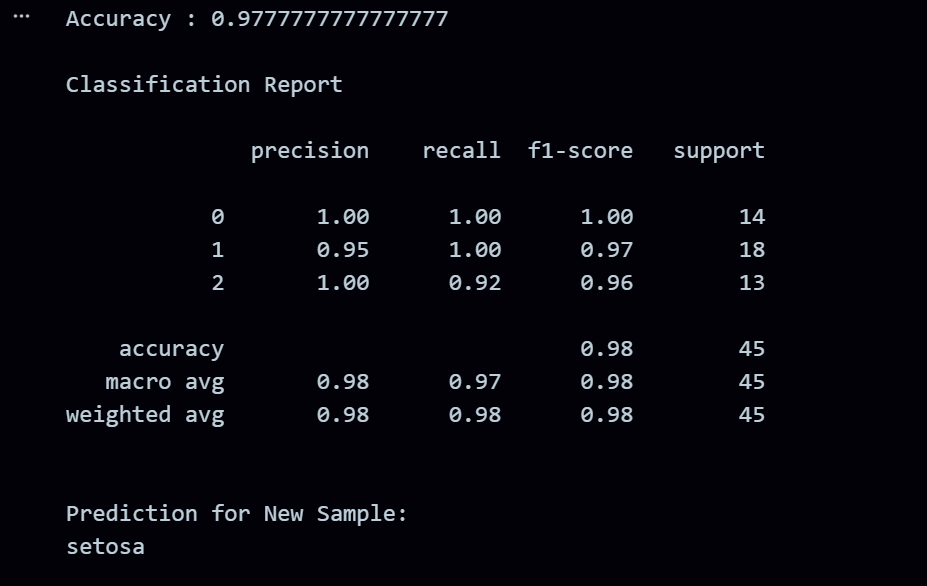 ... Accuracy : 0.9777777777777777
Classification Report
precision recall f1-score support
0 1.00 1.00 1.00 14
1 0.95 1.00 0.97 18
2 1.00 0.92 0.96 13
accuracy 0.98 45
macro avg 0.98 0.97 0.98 45
weighted avg 0.98 0.98 0.98 45
Prediction for New Sample:
setosa